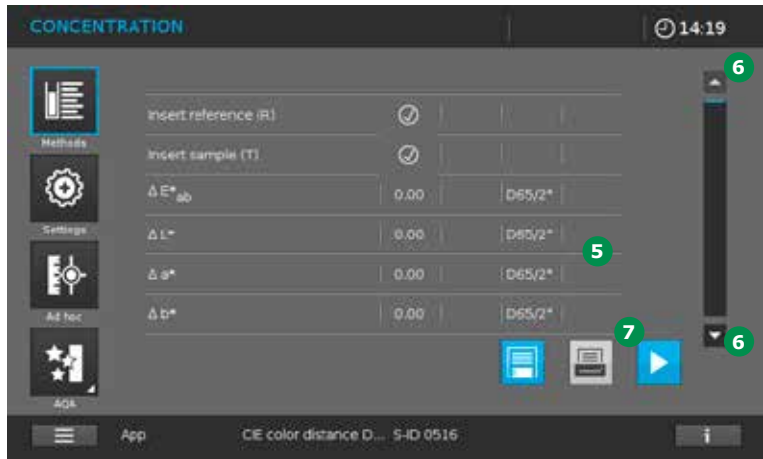 CONCENTRATION 14:19
6
Insert reference (R)
Methods
Insert sample (T)
Δ E*ab 0.00 D65/2°
Settings
Δ L* 0.00 D65/2°
5
Δ a* 0.00 D65/2°
Ad hoc
Δ b* 0.00 D65/2°
7
6
AQA
App CIE color distance D... S-ID 0516 i